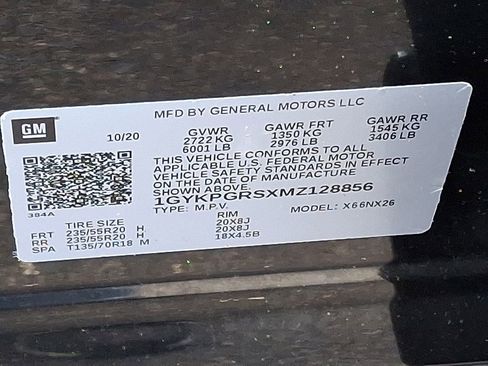 MFD BY GENERAL MOTORS LLC
GM
10/20
GVWR GAWR FRT GAWR RR
2722 KG 1350 KG 1545 KG
6001 LB 2976 LB 3406 LB
THIS VEHICLE CONFORMS TO ALL
APPLICABLE U.S. FEDERAL MOTOR
VEHICLE SAFETY STANDARDS IN EFFECT
ON THE DATE OF MANUFACTURE
SHOWN ABOVE.
1GYKPGRSXMZ128856
384A
TYPE: M.P.V. MODEL: X66NX26
TIRE SIZE RIM
FRT 235/55R20 H 20X8J
RR 235/55R20 H 20X8J
SPA T135/70R18 M 18X4.5B